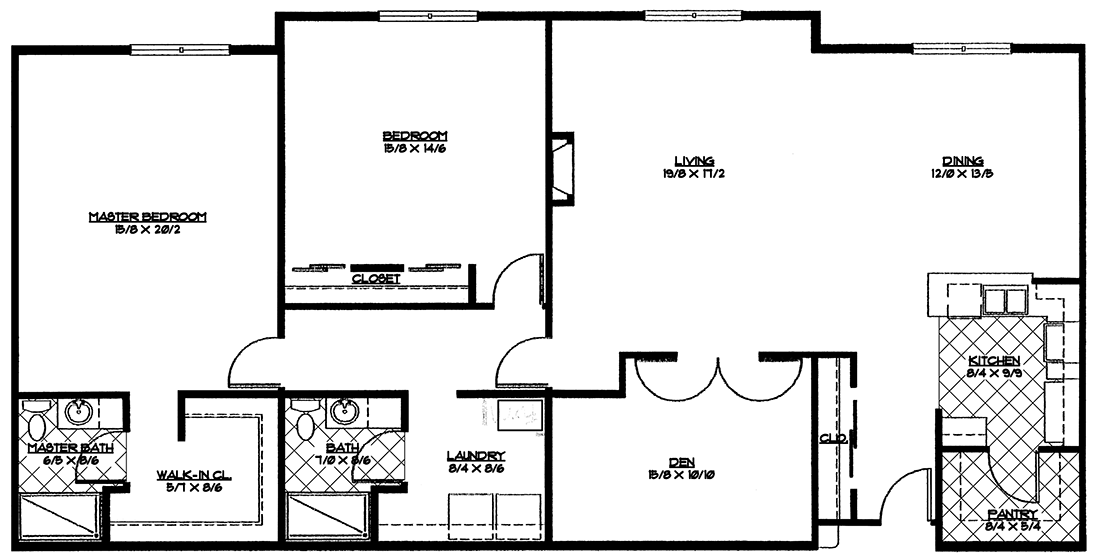 BEDROOM
15/8 X 14/6
LIVING
19/8 X 17/2
DINING
12/0 X 13/5
MASTER BEDROOM
15/8 X 20/2
CLOSET
KITCHEN
8/4 X 9/9
MASTER BATH
6/5 X 8/6
WALK-IN CL.
5/7 X 8/6
BATH
7/0 X 8/6
LAUNDRY
8/4 X 8/6
DEN
15/8 X 10/10
CLO.
PANTRY
8/4 X 5/4